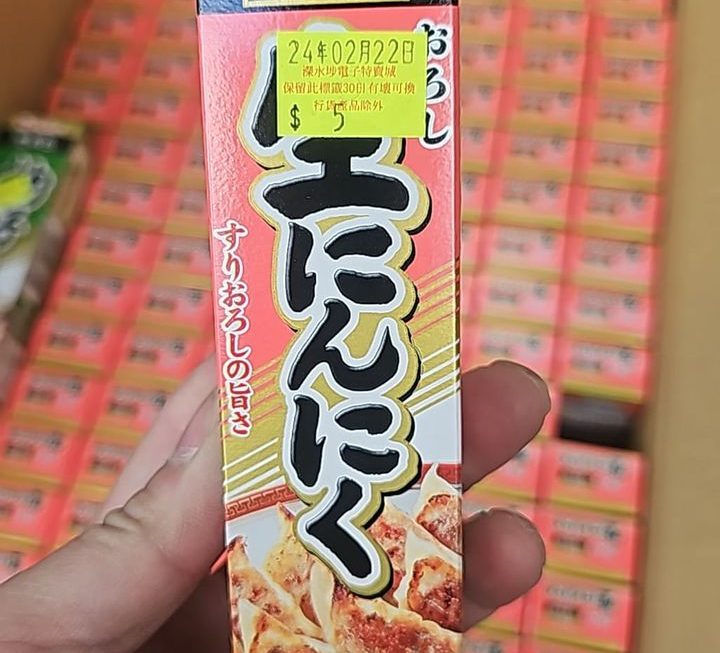 24年02月22日
深水埗電子特賣城
保留此標籤30日有壞可換
行貨產品除外
$ 5
おろし
生にんにく
すりおろしの旨さ